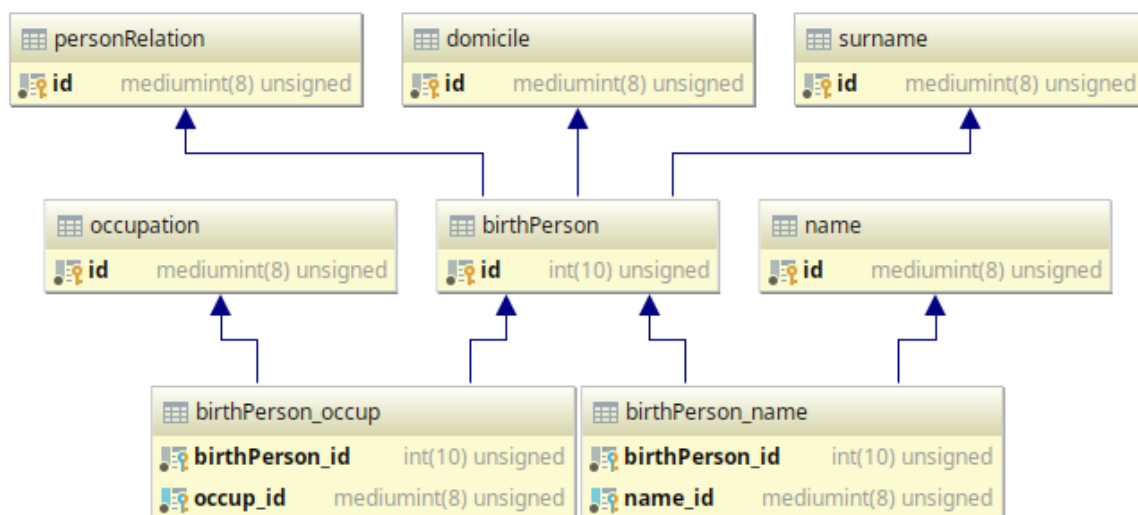 personRelation
id mediumint(8) unsigned
domicile
id mediumint(8) unsigned
surname
id mediumint(8) unsigned
occupation
id mediumint(8) unsigned
birthPerson
id int(10) unsigned
name
id mediumint(8) unsigned
birthPerson_occup
birthPerson_id int(10) unsigned
occup_id mediumint(8) unsigned
birthPerson_name
birthPerson_id int(10) unsigned
name_id mediumint(8) unsigned